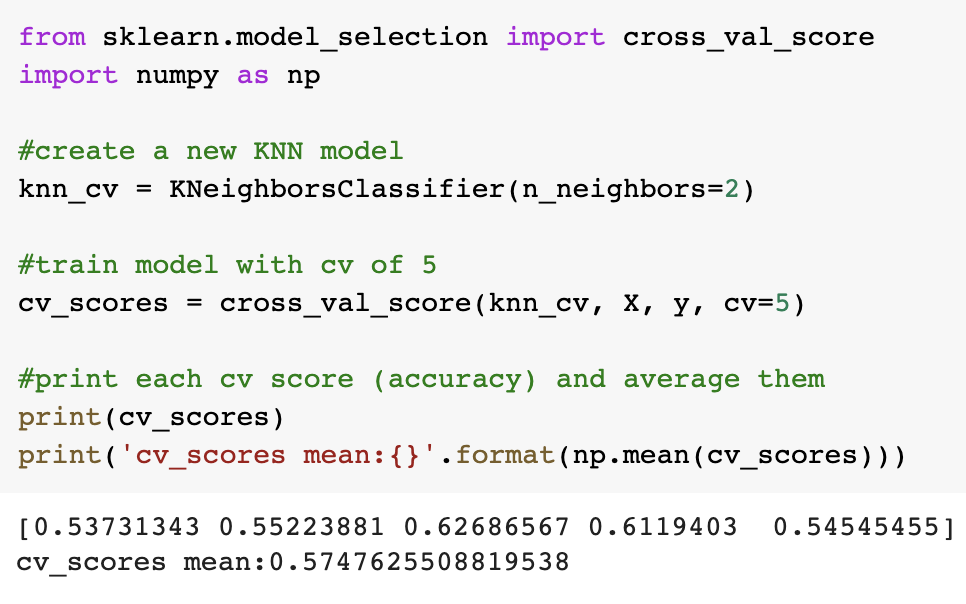 from sklearn.model_selection import cross_val_score
import numpy as np
#create a new KNN model
knn_cv = KNeighborsClassifier(n_neighbors=2)
#train model with cv of 5
cv_scores = cross_val_score(knn_cv, X, y, cv=5)
#print each cv score (accuracy) and average them
print(cv_scores)
print('cv_scores mean:{}'.format(np.mean(cv_scores)))
[0.53731343 0.55223881 0.62686567 0.6119403  0.54545455]
cv_scores mean:0.5747625508819538